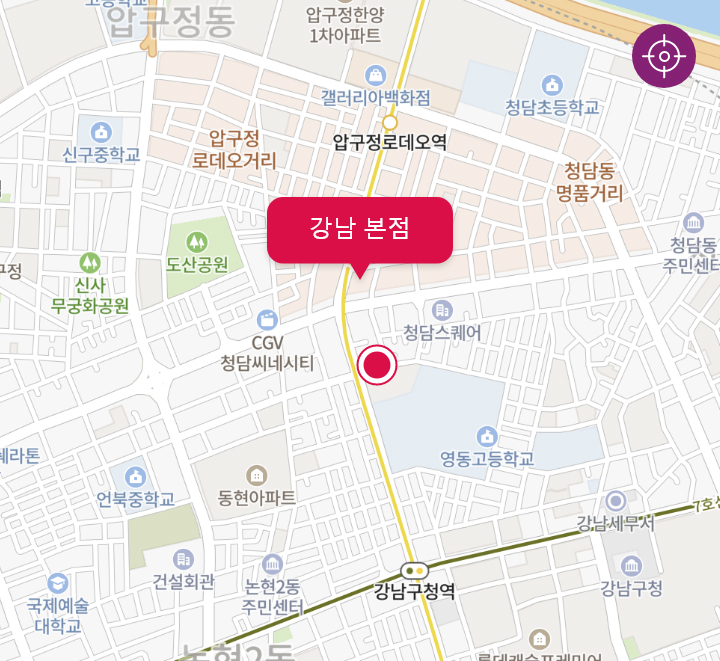 압구정동
압구정한양
1차아파트
갤러리아백화점
청담초등학교
신구중학교
압구정
로데오거리
압구정로데오역
청담동
명품거리
강남 본점
청담동
주민센터
도산공원
구정
신사
무궁화공원
청담스퀘어
CGV
청담씨네시티
영동고등학교
언북중학교
동현아파트
강남세무서
건설회관
논현2동
주민센터
강남구청역
강남구청
국제예술
대학교
논현2동